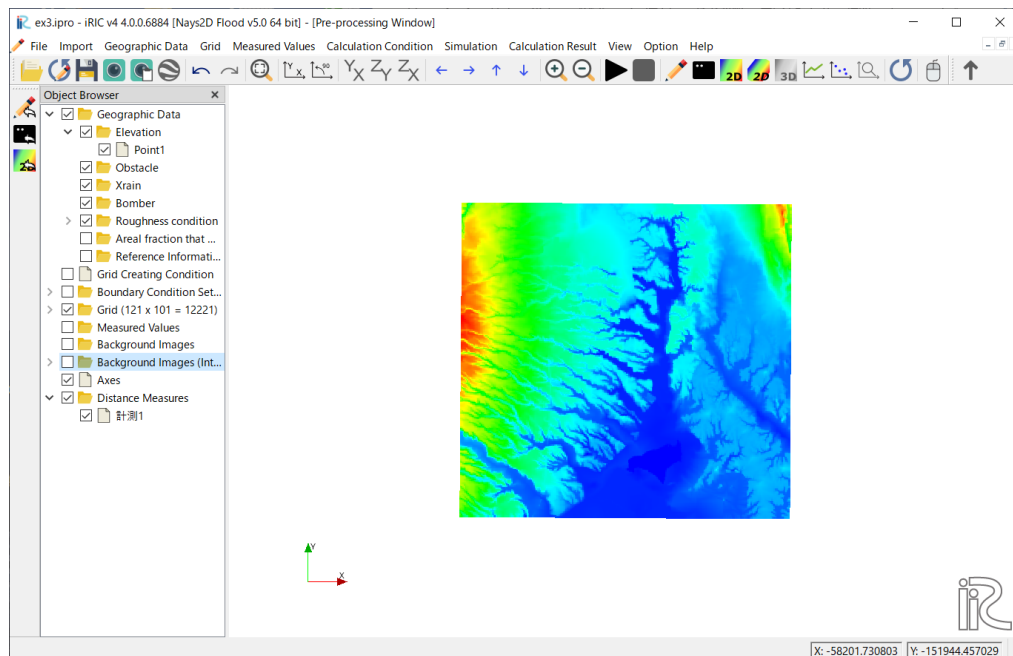 ex3.ipro - iRIC v4 4.0.0.6884 [Nays2D Flood v5.0 64 bit] - [Pre-processing Window]
File Import Geographic Data Grid Measured Values Calculation Condition Simulation Calculation Result View Option Help
Object Browser
Geographic Data
Elevation
Point1
Obstacle
Xrain
Bomber
Roughness condition
Areal fraction that ...
Reference Informati...
Grid Creating Condition
Boundary Condition Set...
Grid (121 x 101 = 12221)
Measured Values
Background Images
Background Images (Int...
Axes
Distance Measures
計測1
Y
X
iRIC
X: -58201.730803 Y: -151944.457029